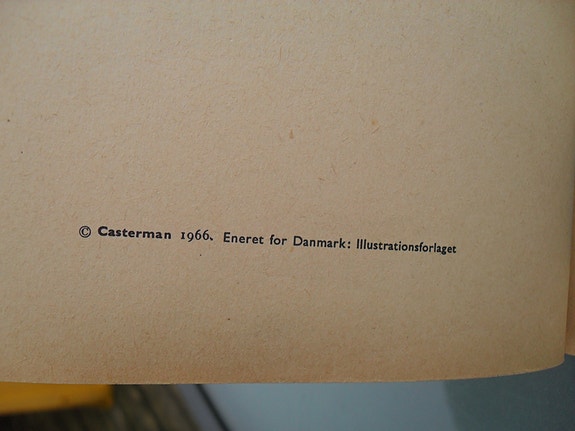 © Casterman 1966. Eneret for Danmark: Illustrationsforlaget